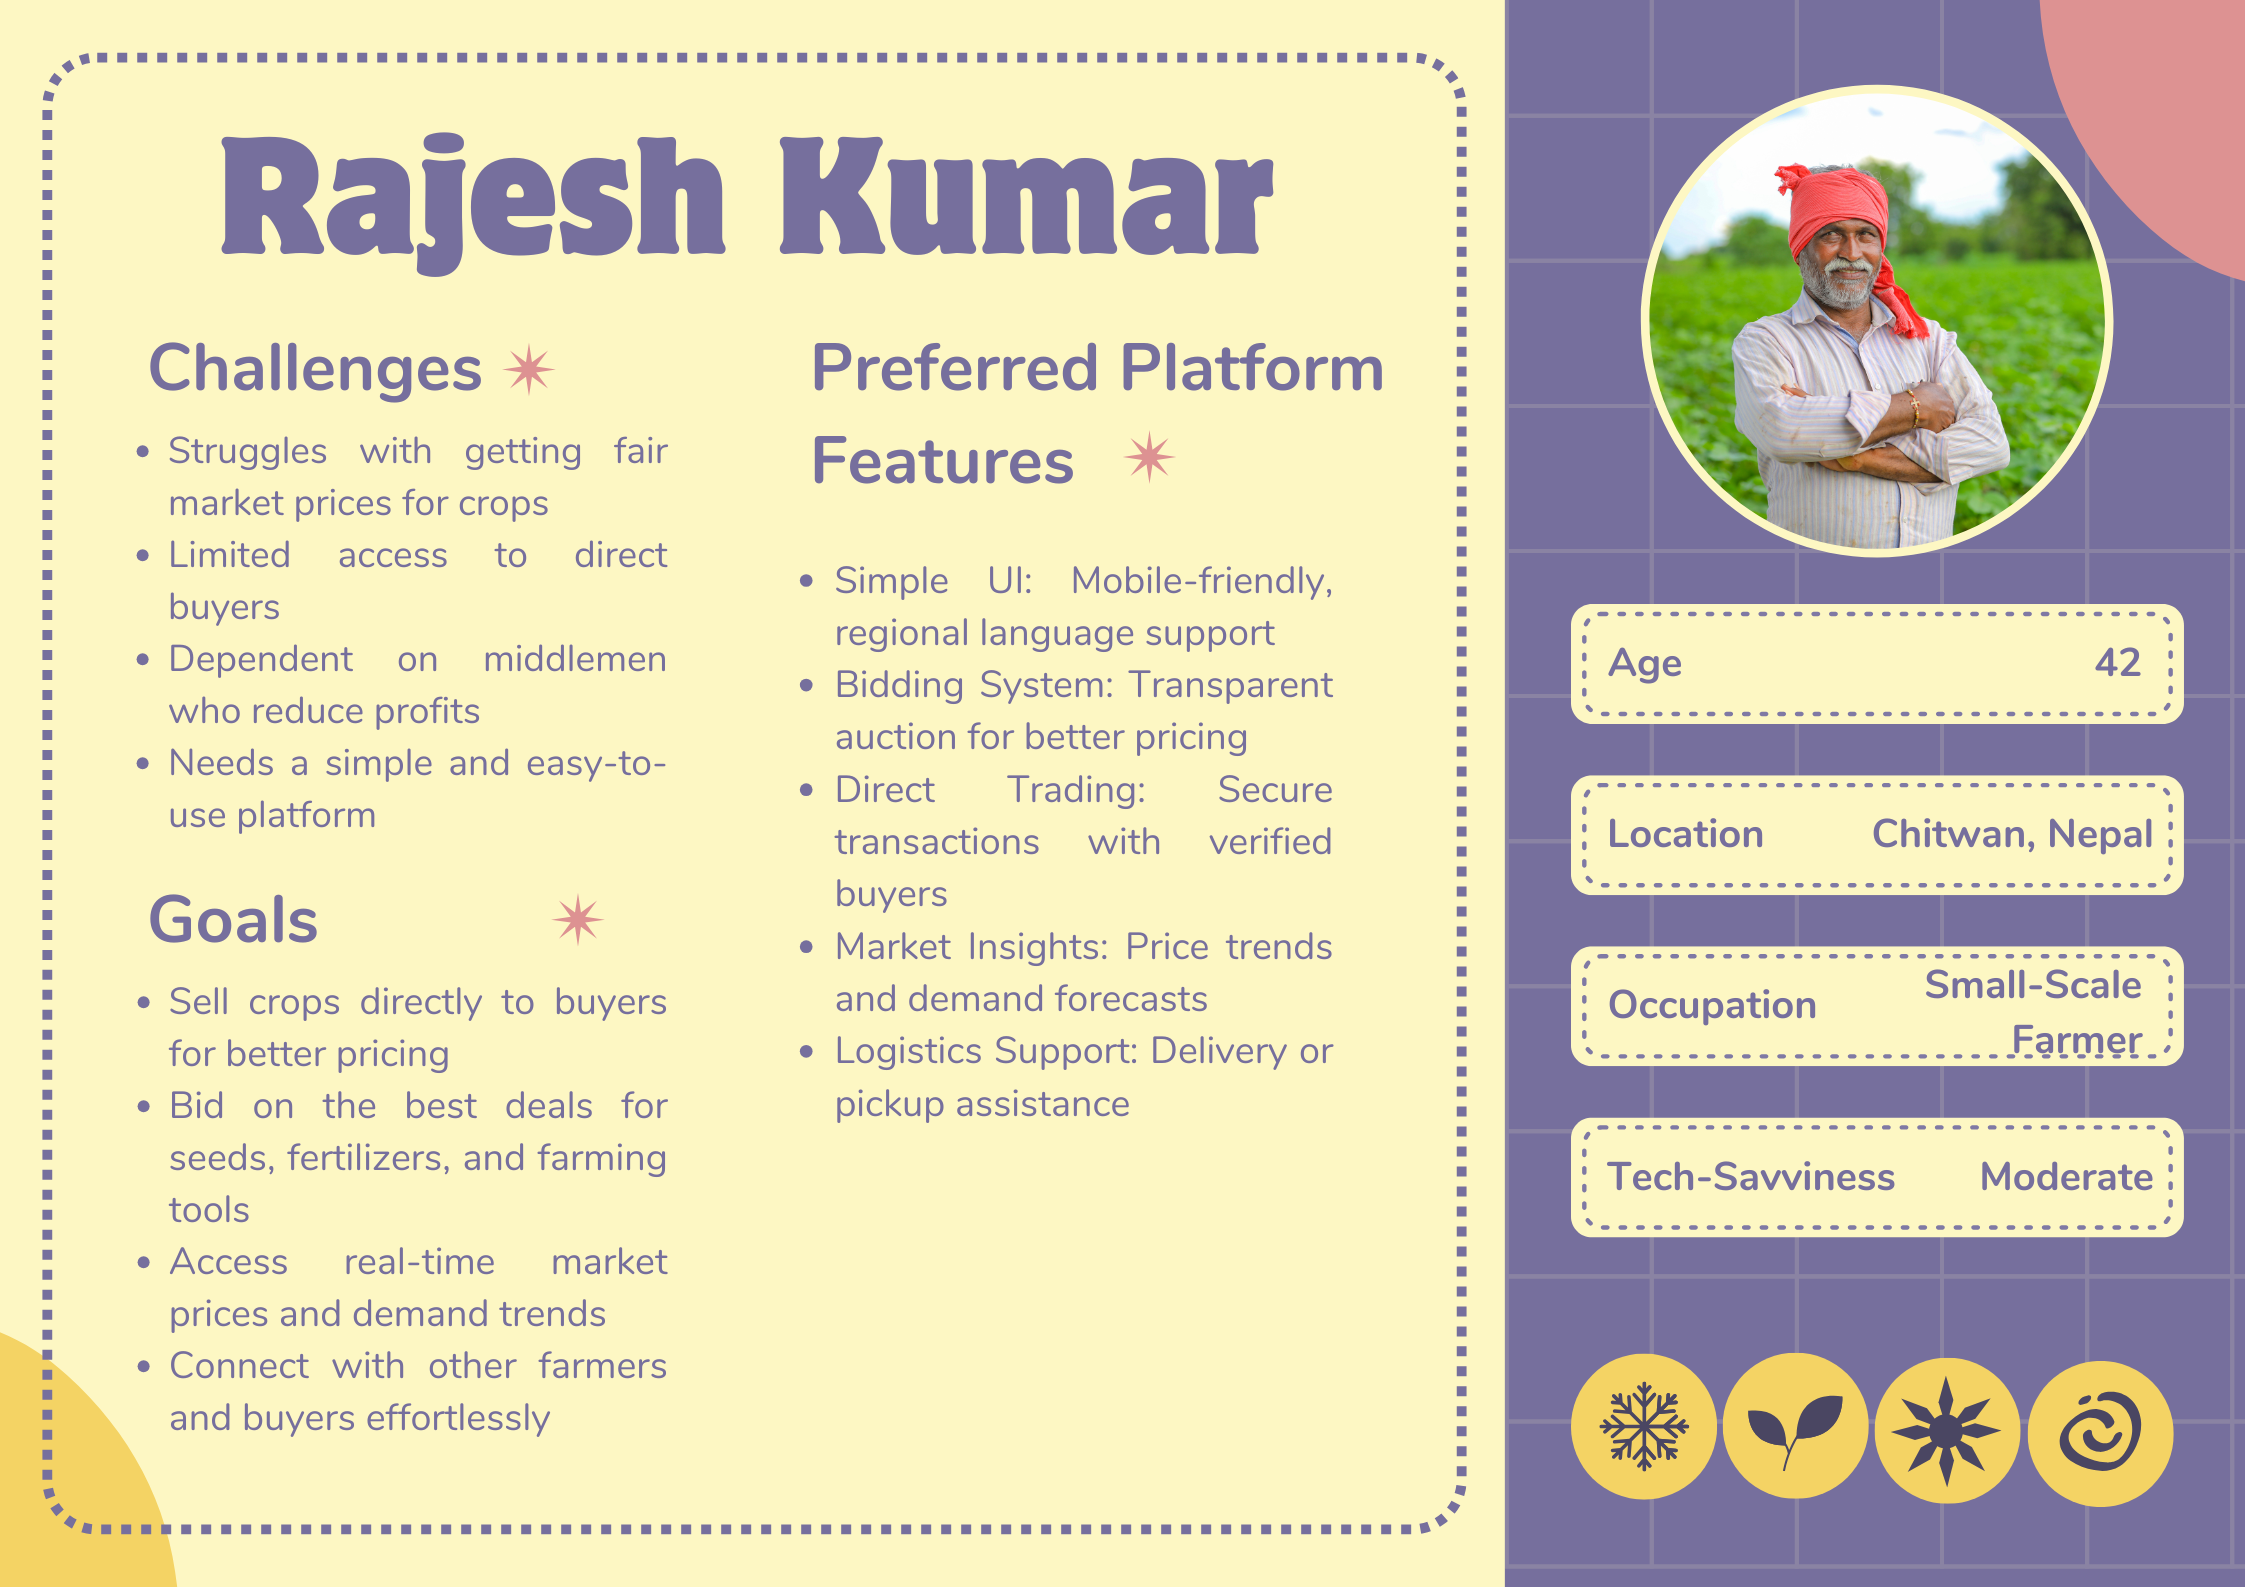 Rajesh Kumar
Challenges
• Struggles with getting fair
market prices for crops
• Limited access to direct
buyers
• Dependent on middlemen
who reduce profits
• Needs a simple and easy-to-
use platform
Goals
• Sell crops directly to buyers
for better pricing
• Bid on the best deals for
seeds, fertilizers, and farming
tools
• Access real-time market
prices and demand trends
• Connect with other farmers
and buyers effortlessly
Preferred Platform
Features
• Simple UI: Mobile-friendly,
regional language support
• Bidding System: Transparent
auction for better pricing
• Direct Trading: Secure
transactions with verified
buyers
• Market Insights: Price trends
and demand forecasts
• Logistics Support: Delivery or
pickup assistance
Age 42
Location Chitwan, Nepal
Occupation Small-Scale
Farmer
Tech-Savviness Moderate